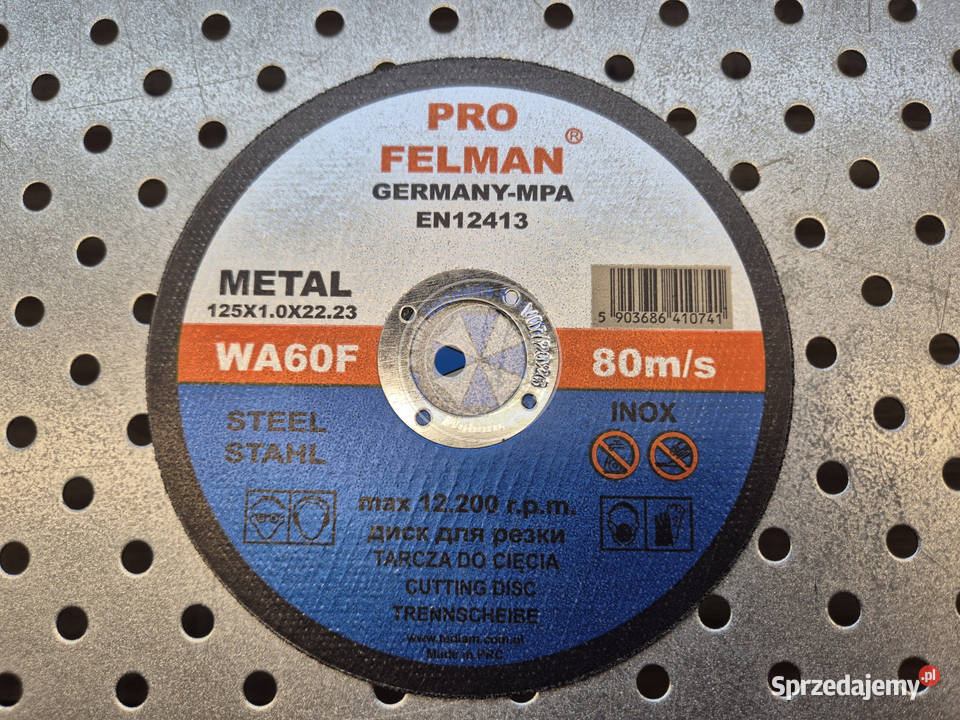 PRO
FELMAN®
GERMANY-MPA
EN12413
METAL
125X1.0X22.23
5 903686 410741
WA60F
80m/s
STEEL
STAHL
INOX
max 12.200 r.p.m.
диск для резки
TARCZA DO CIĘCIA
CUTTING DISC
TRENNSCHEIBE
Made in PRC
Sprzedajemy.pl